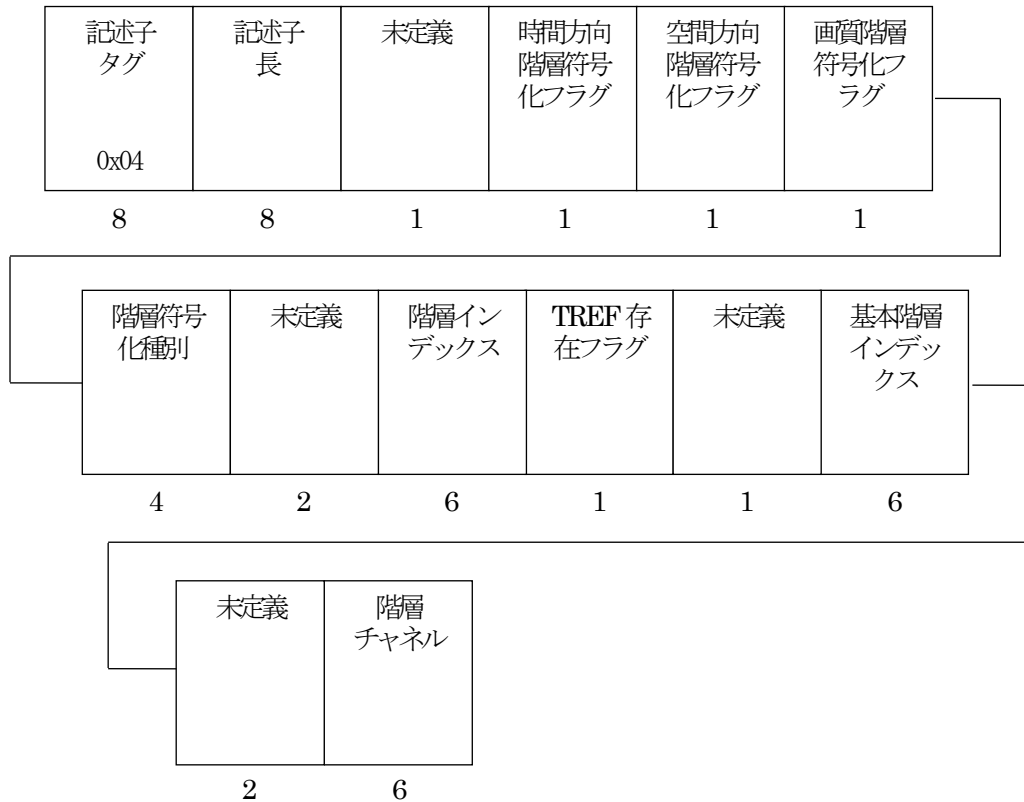 記述子
タグ
0x04
記述子
長
未定義
時間方向
階層符号
化フラグ
空間方向
階層符号
化フラグ
画質階層
符号化フ
ラグ
8
8
1
1
1
1
階層符号
化種別
未定義
階層イン
デックス
TREF 存
在フラグ
未定義
基本階層
インデッ
クス
4
2
6
1
1
6
未定義
階層
チャネル
2
6